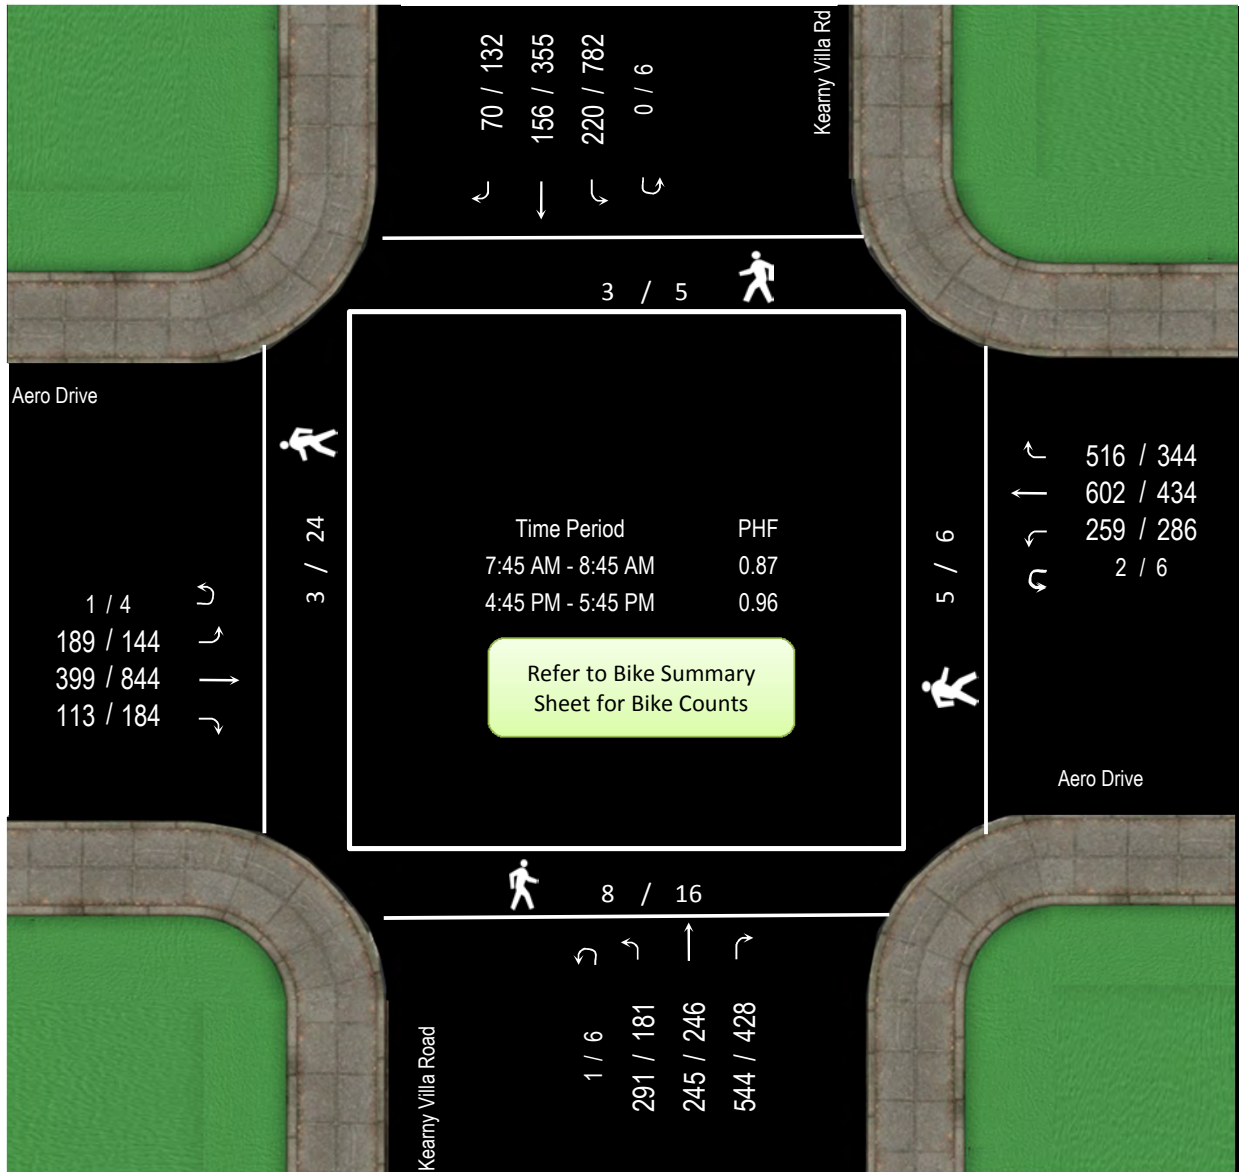 Kearny Villa Rd
70 / 132
156 / 355
220 / 782
0 / 6
3 / 5
Aero Drive
3 / 24
1 / 4
189 / 144
399 / 844
113 / 184
Time Period PHF
7:45 AM - 8:45 AM 0.87
4:45 PM - 5:45 PM 0.96
Refer to Bike Summary
Sheet for Bike Counts
5 / 6
516 / 344
602 / 434
259 / 286
2 / 6
Aero Drive
8 / 16
Kearny Villa Road
1 / 6
291 / 181
245 / 246
544 / 428